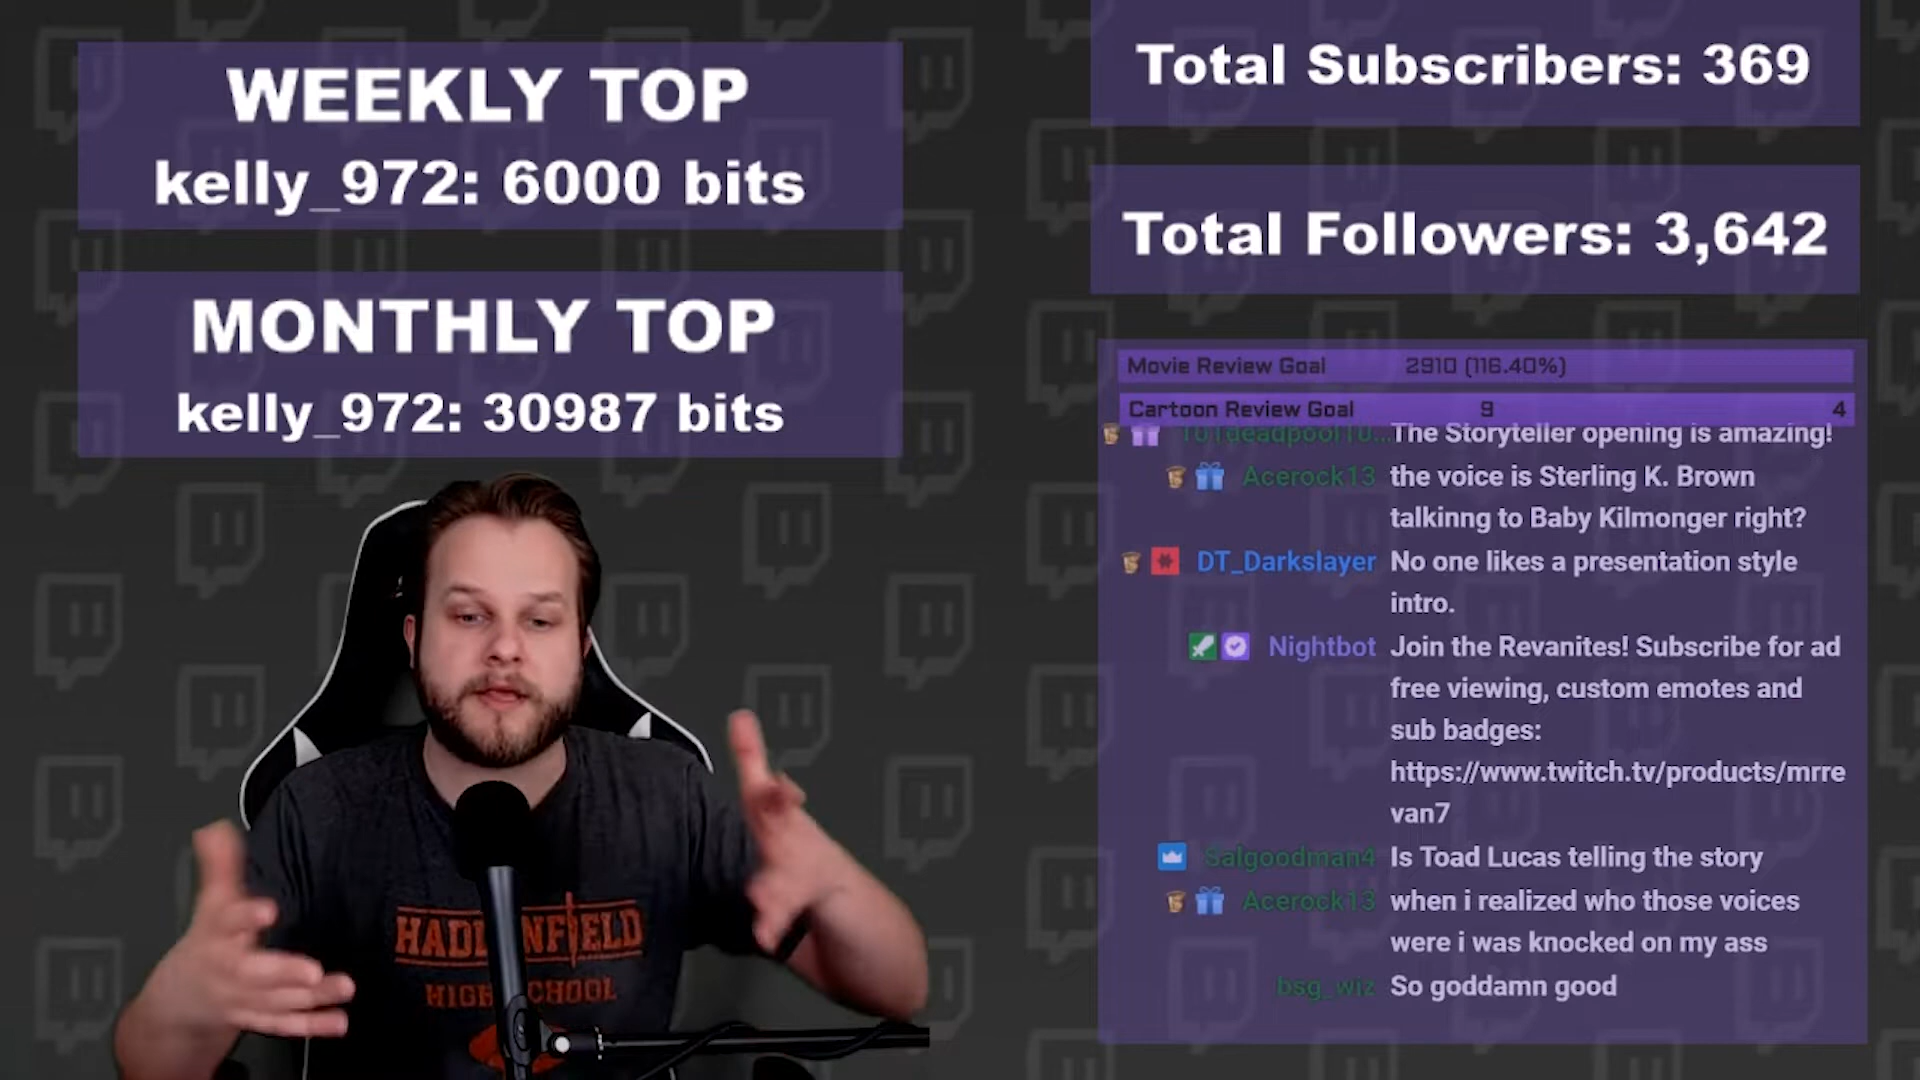 WEEKLY TOP
kelly_972: 6000 bits
MONTHLY TOP
kelly_972: 30987 bits
Total Subscribers: 369
Total Followers: 3,642
Movie Review Goal 2910 (116.40%)
Cartoon Review Goal 9 4
The Storyteller opening is amazing!
Acerock13 the voice is Sterling K. Brown
talkinng to Baby Kilmonger right?
DT_Darkslayer No one likes a presentation style
intro.
Nightbot Join the Revanites! Subscribe for ad
free viewing, custom emotes and
sub badges:
https://www.twitch.tv/products/mrre
van7
Salgoodman4 Is Toad Lucas telling the story
Acerock13 when i realized who those voices
were i was knocked on my ass
bsg_wiz So goddamn good
HIGH SCHOOL